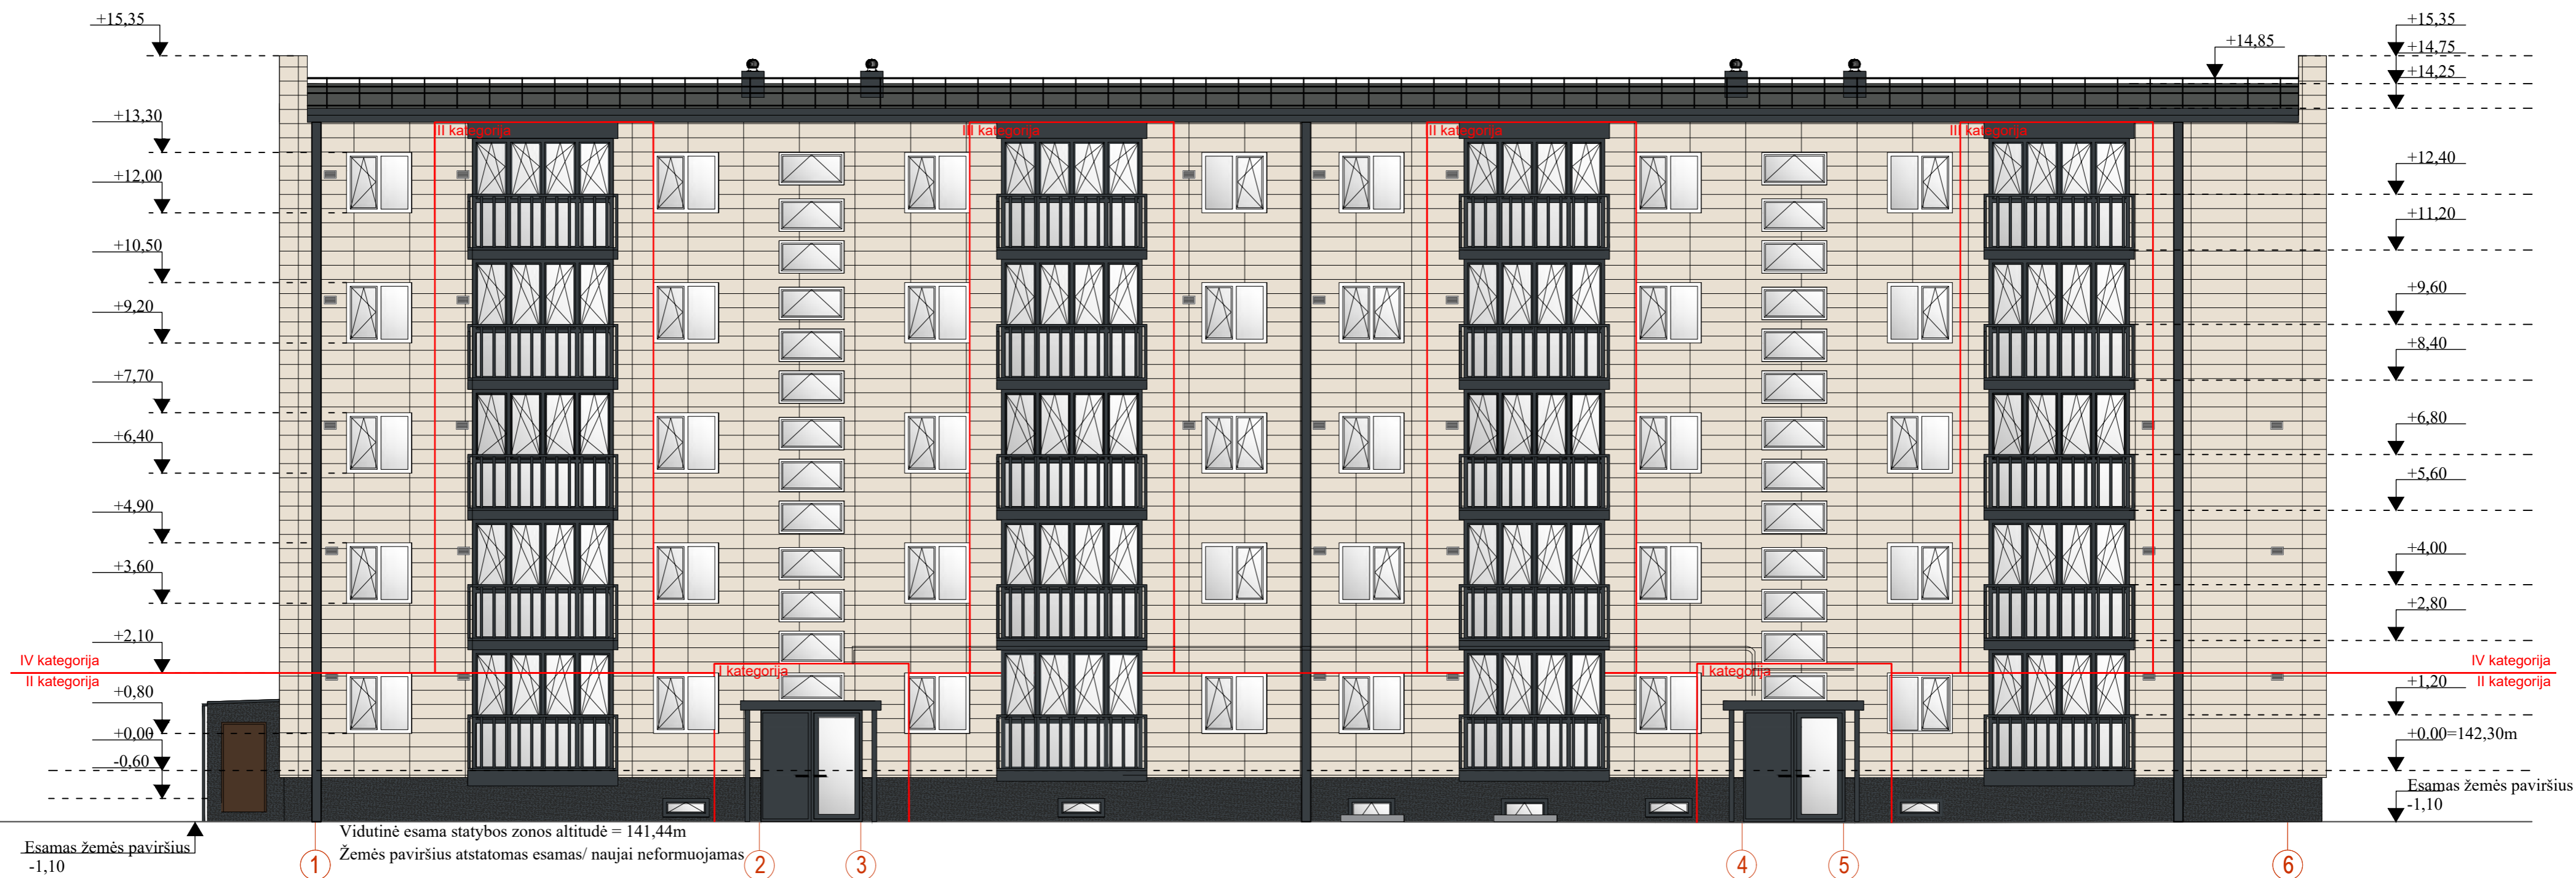 +15,35
+13,30
+12,00
+10,50
+9,20
+7,70
+6,40
+4,90
+3,60
+2,10
IV kategorija
II kategorija
+0,80
+0,00
-0,60
Esamas žemės paviršius
-1,10
II kategorija
III kategorija
II kategorija
III kategorija
I kategorija
I kategorija
+14,85
+15,35
+14,75
+14,25
+12,40
+11,20
+9,60
+8,40
+6,80
+5,60
+4,00
+2,80
IV kategorija
II kategorija
+1,20
+0.00=142,30m
Esamas žemės paviršius
-1,10
Vidutinė esama statybos zonos altitudė = 141,44m
Žemės paviršius atstatomas esamas/ naujai neformuojamas
1 2 3 4 5 6